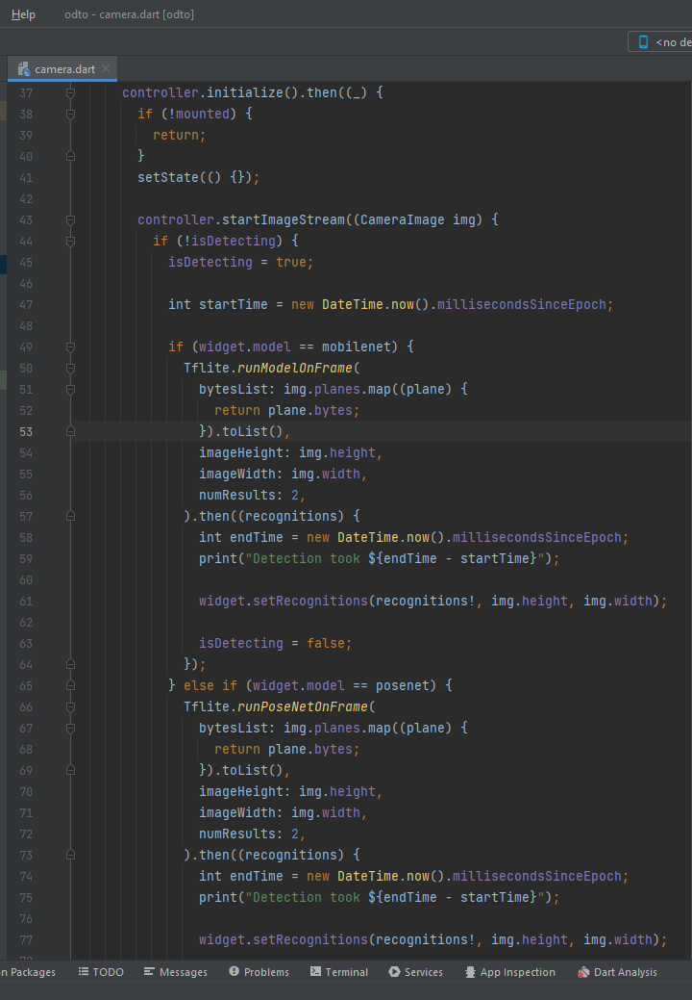 Help odto - camera.dart [odto]
<no de
camera.dart
37 controller.initialize().then((_) {
38 if (!mounted) {
39 return;
40 }
41 setState(() {});
42
43 controller.startImageStream((CameraImage img) {
44 if (!isDetecting) {
45 isDetecting = true;
46
47 int startTime = new DateTime.now().millisecondsSinceEpoch;
48
49 if (widget.model == mobilenet) {
50 Tflite.runModelOnFrame(
51 bytesList: img.planes.map((plane) {
52 return plane.bytes;
53 }).toList(),
54 imageHeight: img.height,
55 imageWidth: img.width,
56 numResults: 2,
57 ).then((recognitions) {
58 int endTime = new DateTime.now().millisecondsSinceEpoch;
59 print("Detection took ${endTime - startTime}");
60
61 widget.setRecognitions(recognitions!, img.height, img.width);
62
63 isDetecting = false;
64 });
65 } else if (widget.model == posenet) {
66 Tflite.runPoseNetOnFrame(
67 bytesList: img.planes.map((plane) {
68 return plane.bytes;
69 }).toList(),
70 imageHeight: img.height,
71 imageWidth: img.width,
72 numResults: 2,
73 ).then((recognitions) {
74 int endTime = new DateTime.now().millisecondsSinceEpoch;
75 print("Detection took ${endTime - startTime}");
76
77 widget.setRecognitions(recognitions!, img.height, img.width);
n Packages TODO Messages Problems Terminal Services App Inspection Dart Analysis